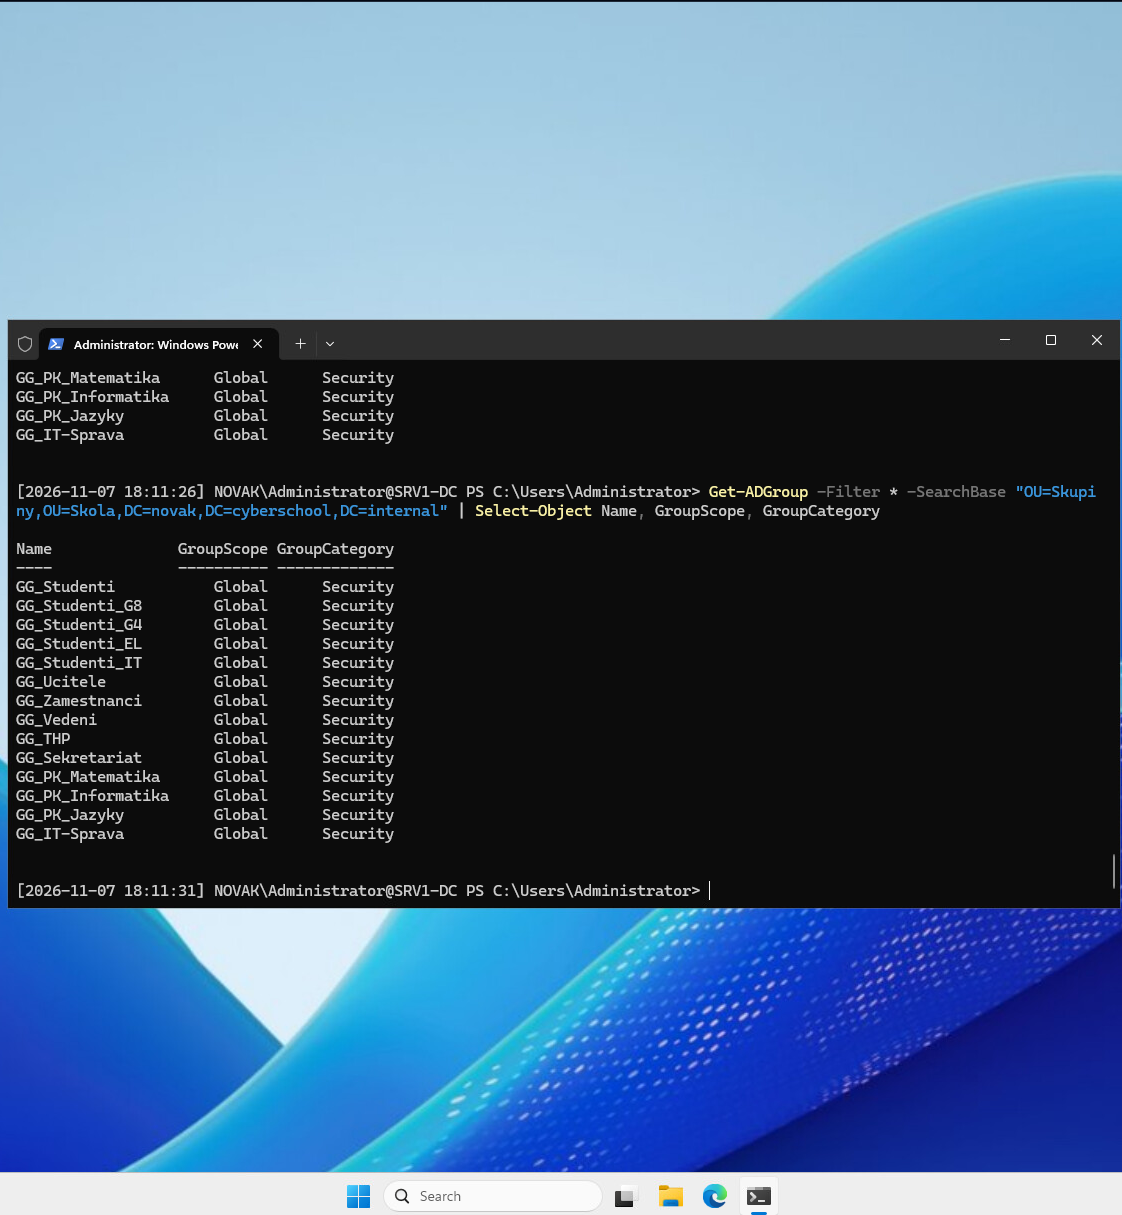 Administrator: Windows Powe
GG_PK_Matematika Global Security
GG_PK_Informatika Global Security
GG_PK_Jazyky Global Security
GG_IT-Sprava Global Security
[2026-11-07 18:11:26] NOVAK\Administrator@SRV1-DC PS C:\Users\Administrator> Get-ADGroup -Filter * -SearchBase "OU=Skupi
ny,OU=Skola,DC=novak,DC=cyberschool,DC=internal" | Select-Object Name, GroupScope, GroupCategory
Name GroupScope GroupCategory
---- ---------- -------------
GG_Studenti Global Security
GG_Studenti_G8 Global Security
GG_Studenti_G4 Global Security
GG_Studenti_EL Global Security
GG_Studenti_IT Global Security
GG_Ucitele Global Security
GG_Zamestnanci Global Security
GG_Vedeni Global Security
GG_THP Global Security
GG_Sekretariat Global Security
GG_PK_Matematika Global Security
GG_PK_Informatika Global Security
GG_PK_Jazyky Global Security
GG_IT-Sprava Global Security
[2026-11-07 18:11:31] NOVAK\Administrator@SRV1-DC PS C:\Users\Administrator>
Search